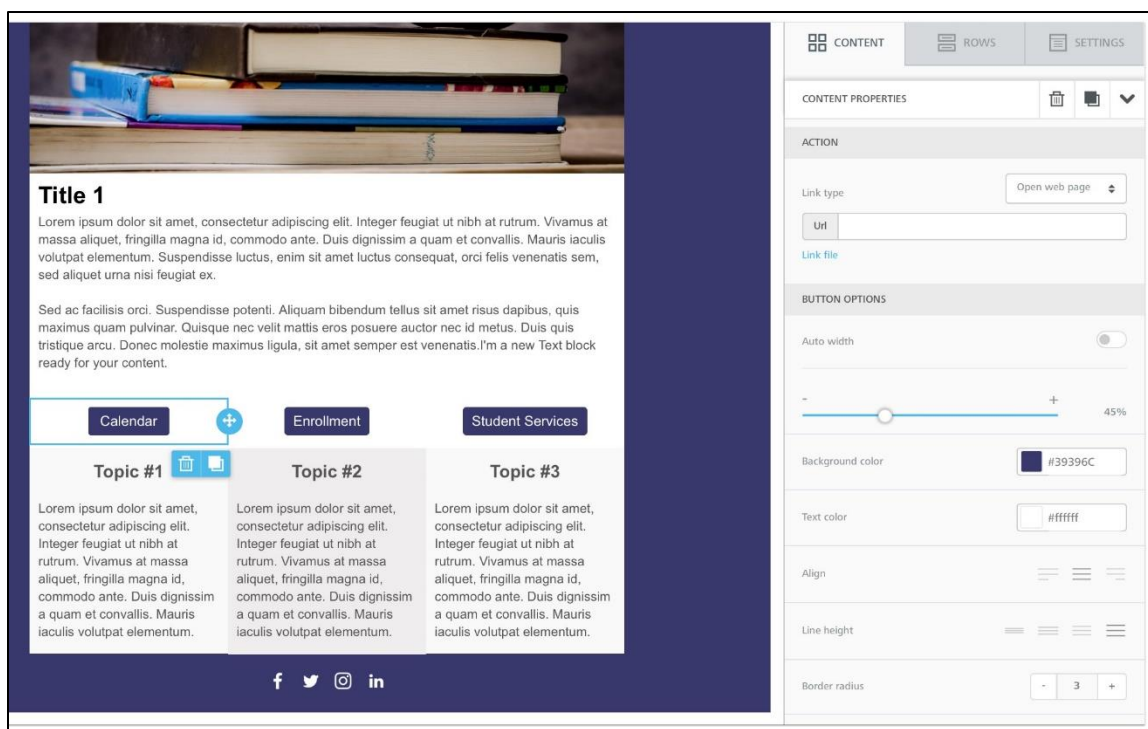 CONTENT
ROWS
SETTINGS
CONTENT PROPERTIES
ACTION
Link type
Open web page
Url
Link file
BUTTON OPTIONS
Auto width
-
+
45%
Background color
#39396C
Text color
#ffffff
Align
Line height
Border radius
- 3 +
Title 1
Lorem ipsum dolor sit amet, consectetur adipiscing elit. Integer feugiat ut nibh at rutrum. Vivamus at
massa aliquet, fringilla magna id, commodo ante. Duis dignissim a quam et convallis. Mauris iaculis
volutpat elementum. Suspendisse luctus, enim sit amet luctus consequat, orci felis venenatis sem,
sed aliquet urna nisi feugiat ex.
Sed ac facilisis orci. Suspendisse potenti. Aliquam bibendum tellus sit amet risus dapibus, quis
maximus quam pulvinar. Quisque nec velit mattis eros posuere auctor nec id metus. Duis quis
tristique arcu. Donec molestie maximus ligula, sit amet semper est venenatis.I'm a new Text block
ready for your content.
Calendar
Enrollment
Student Services
Topic #1
Lorem ipsum dolor sit amet,
consectetur adipiscing elit.
Integer feugiat ut nibh at
rutrum. Vivamus at massa
aliquet, fringilla magna id,
commodo ante. Duis dignissim
a quam et convallis. Mauris
iaculis volutpat elementum.
Topic #2
Lorem ipsum dolor sit amet,
consectetur adipiscing elit.
Integer feugiat ut nibh at
rutrum. Vivamus at massa
aliquet, fringilla magna id,
commodo ante. Duis dignissim
a quam et convallis. Mauris
iaculis volutpat elementum.
Topic #3
Lorem ipsum dolor sit amet,
consectetur adipiscing elit.
Integer feugiat ut nibh at
rutrum. Vivamus at massa
aliquet, fringilla magna id,
commodo ante. Duis dignissim
a quam et convallis. Mauris
iaculis volutpat elementum.